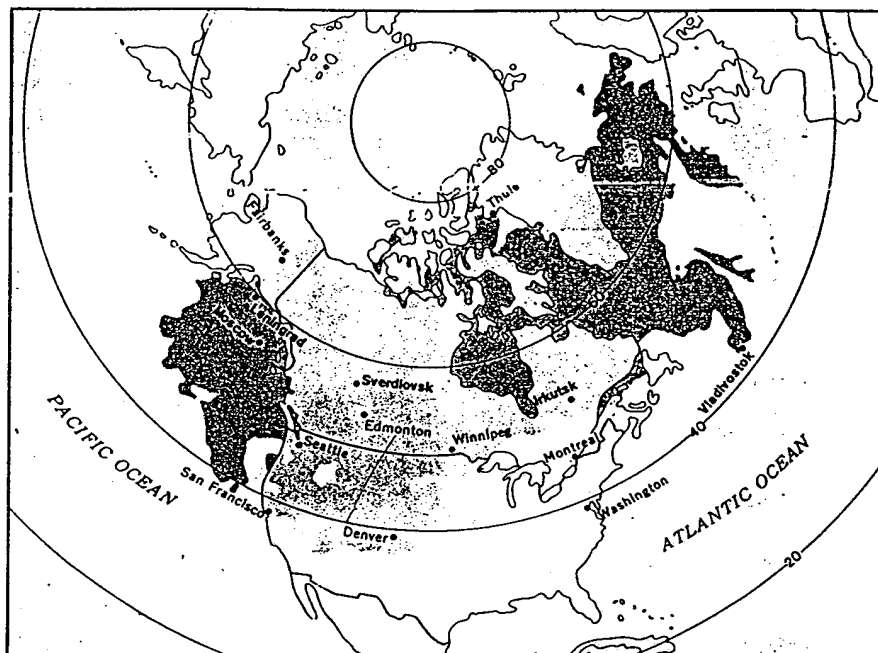 80
Thule
Fairbanks
Leningrad
Moscow
Sverdlovsk
Irkutsk
Vladivostok
Edmonton
Winnipeg
Seattle
Montreal
40
PACIFIC OCEAN
San Francisco
Washington
ATLANTIC OCEAN
Denver
20